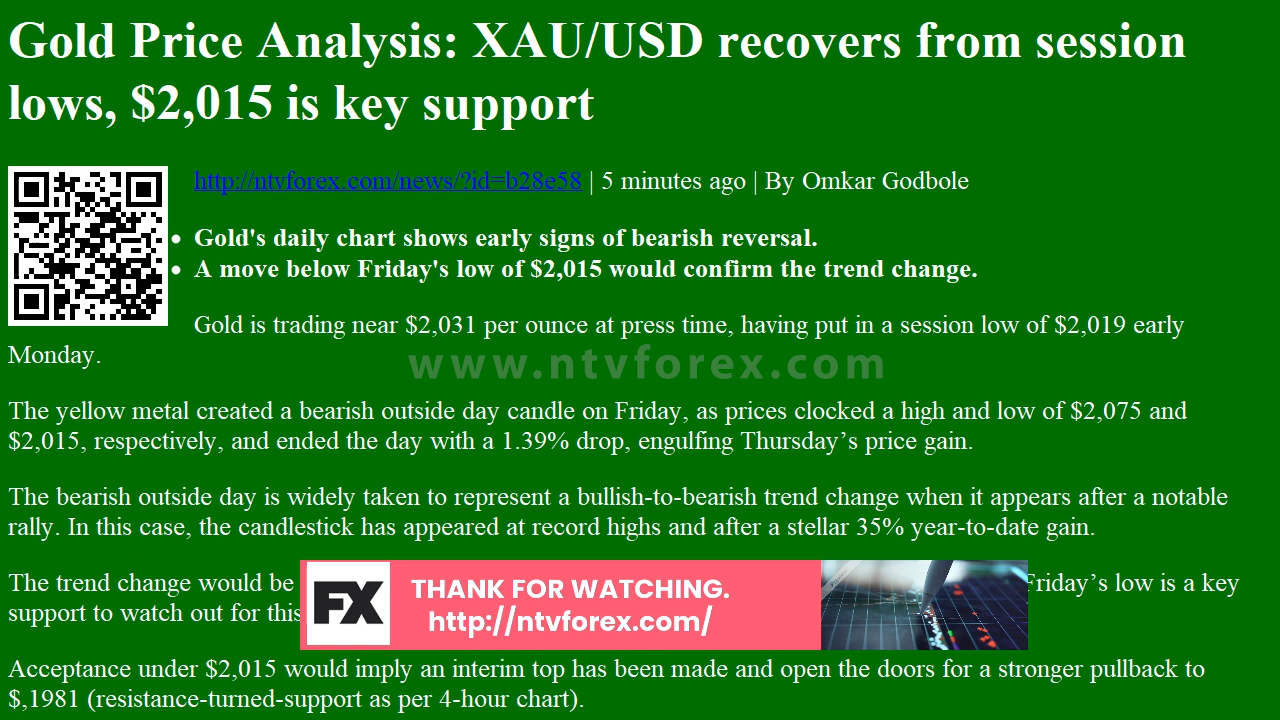 Gold Price Analysis: XAU/USD recovers from session
lows, $2,015 is key support
http://ntvforex.com/news/?id=b28e58 | 5 minutes ago | By Omkar Godbole
Gold's daily chart shows early signs of bearish reversal.
A move below Friday's low of $2,015 would confirm the trend change.
Gold is trading near $2,031 per ounce at press time, having put in a session low of $2,019 early
Monday.
www.ntvforex.com
The yellow metal created a bearish outside day candle on Friday, as prices clocked a high and low of $2,075 and
$2,015, respectively, and ended the day with a 1.39% drop, engulfing Thursday’s price gain.
The bearish outside day is widely taken to represent a bullish-to-bearish trend change when it appears after a notable
rally. In this case, the candlestick has appeared at record highs and after a stellar 35% year-to-date gain.
The trend change would be Friday’s low is a key
support to watch out for this
FX
THANK FOR WATCHING.
http://ntvforex.com/
Acceptance under $2,015 would imply an interim top has been made and open the doors for a stronger pullback to
$,1981 (resistance-turned-support as per 4-hour chart).